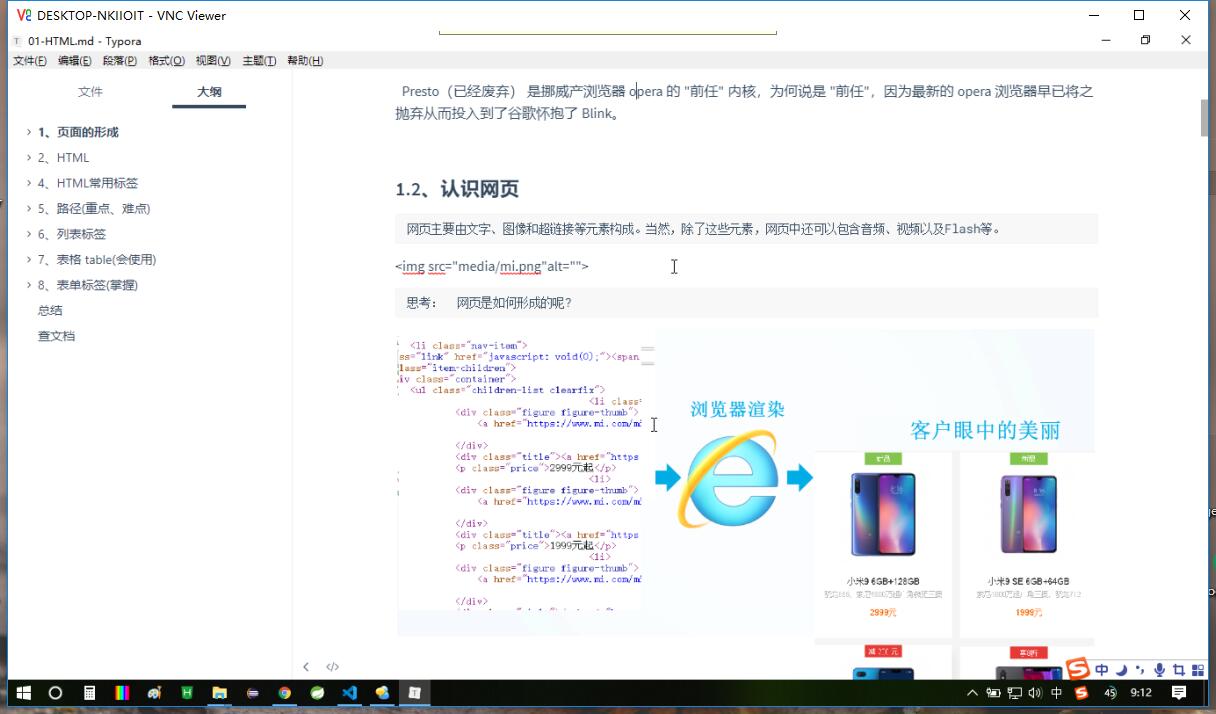 DESKTOP-NKIIOIT - VNC Viewer
01-HTML.md - Typora
文件(F) 编辑(E) 段落(P) 格式(O) 视图(V) 主题(T) 帮助(H)
文件 大纲
1、页面的形成
2、HTML
4、HTML常用标签
5、路径(重点、难点)
6、列表标签
7、表格 table(会使用)
8、表单标签(掌握)
总结
查文档
Presto（已经废弃） 是挪威产浏览器 opera 的 "前任" 内核，为何说是 "前任"，因为最新的 opera 浏览器早已将之
抛弃从而投入到了谷歌怀抱了 Blink。
1.2、认识网页
网页主要由文字、图像和超链接等元素构成。当然，除了这些元素，网页中还可以包含音频、视频以及Flash等。
<img src="media/mi.png"alt="">
思考： 网页是如何形成的呢？
<li class="nav-item">
ss="link" href="javascript: void(0);"><span
lass="item-children">
iv class="container">
<ul class="children-list clearfix">
<li clas:
<div class="figure figure-thumb">
<a href="https://www.mi.com/mi
</div>
<div class="title"><a href="https
<p class="price">2999元起</p>
<li>
<div class="figure figure-thumb">
<a href="https://www.mi.com/mi
</div>
<div class="title"><a href="https
<p class="price">1999元起</p>
<li>
<div class="figure figure-thumb">
<a href="https://www.mi.com/mi
</div>
浏览器渲染
客户眼中的美丽
新品 新品
小米9 6GB+128GB 小米9 SE 6GB+64GB
2999元 1999元
享9折
中
中 45 9:12